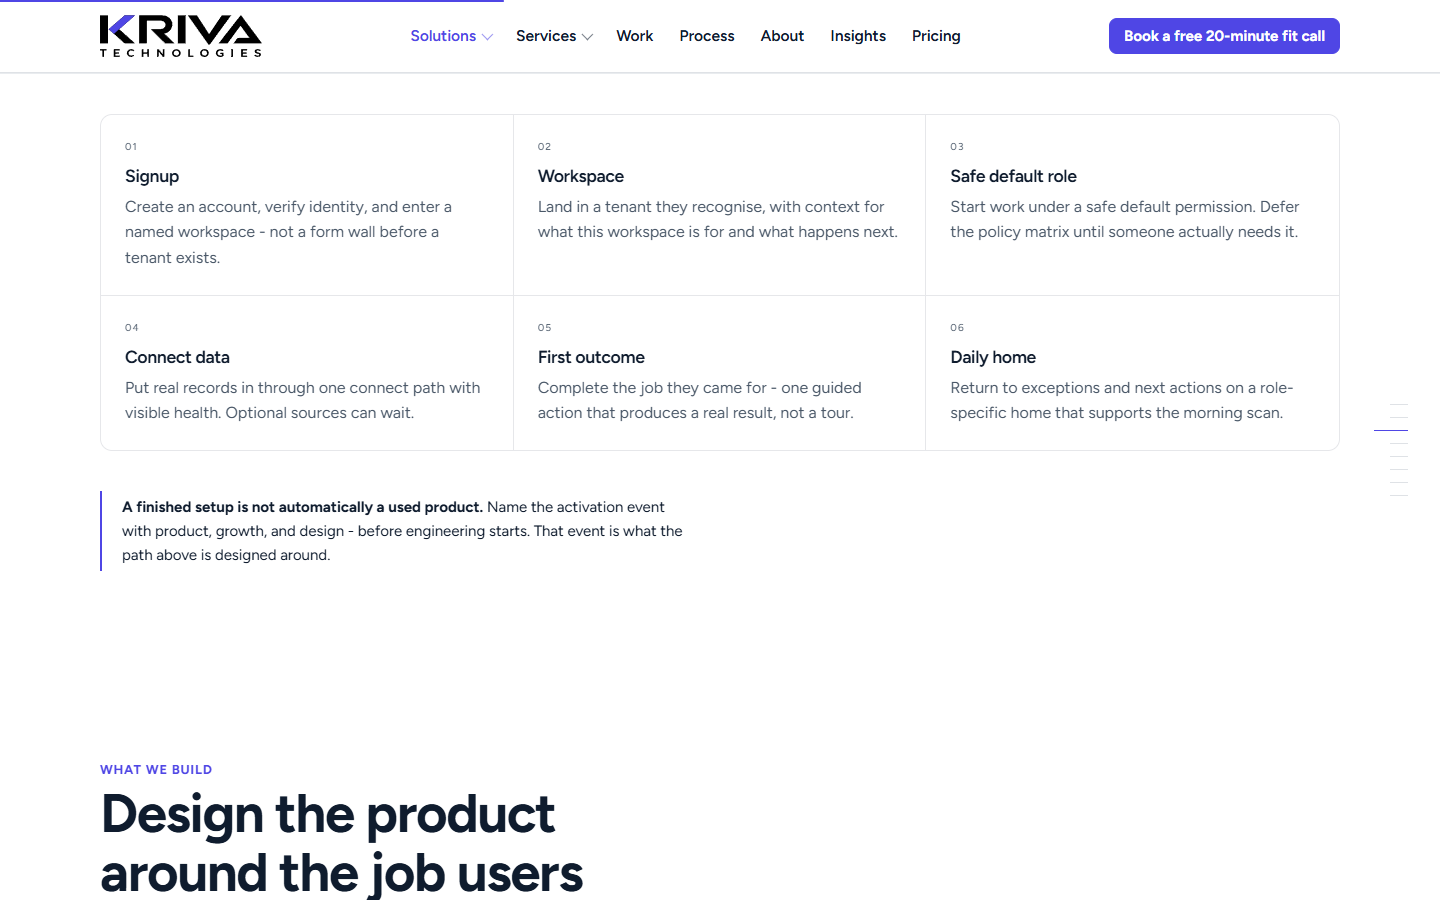 KRIVA
TECHNOLOGIES
Solutions
Services
Work
Process
About
Insights
Pricing
Book a free 20-minute fit call
01
Signup
Create an account, verify identity, and enter a
named workspace - not a form wall before a
tenant exists.
02
Workspace
Land in a tenant they recognise, with context for
what this workspace is for and what happens next.
03
Safe default role
Start work under a safe default permission. Defer
the policy matrix until someone actually needs it.
04
Connect data
Put real records in through one connect path with
visible health. Optional sources can wait.
05
First outcome
Complete the job they came for - one guided
action that produces a real result, not a tour.
06
Daily home
Return to exceptions and next actions on a role-
specific home that supports the morning scan.
A finished setup is not automatically a used product. Name the activation event
with product, growth, and design - before engineering starts. That event is what the
path above is designed around.
WHAT WE BUILD
Design the product
around the job users